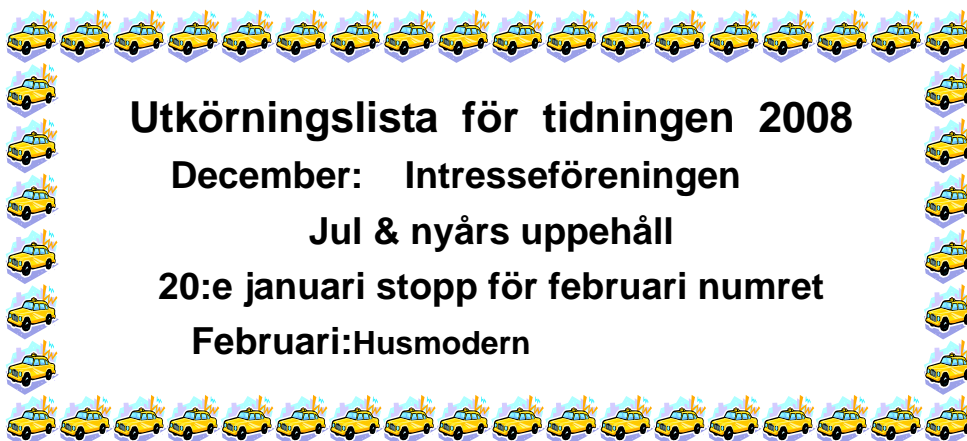 Utkörningslista för tidningen 2008
December: Intresseföreningen
Jul & nyårs uppehåll
20:e januari stopp för februari numret
Februari:Husmodern